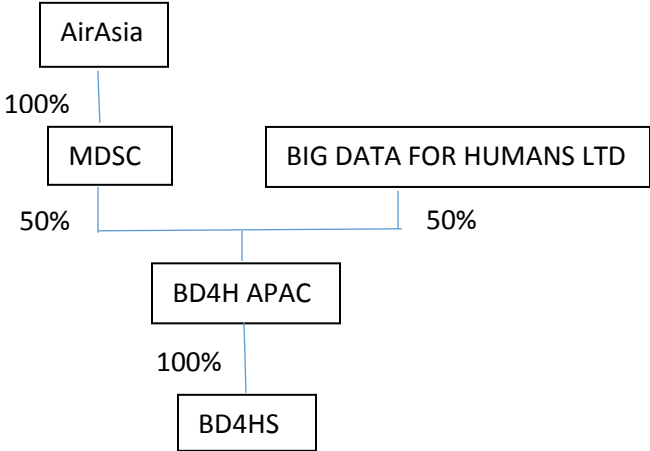 AirAsia
100%
MDSC
BIG DATA FOR HUMANS LTD
50%
50%
BD4H APAC
100%
BD4HS